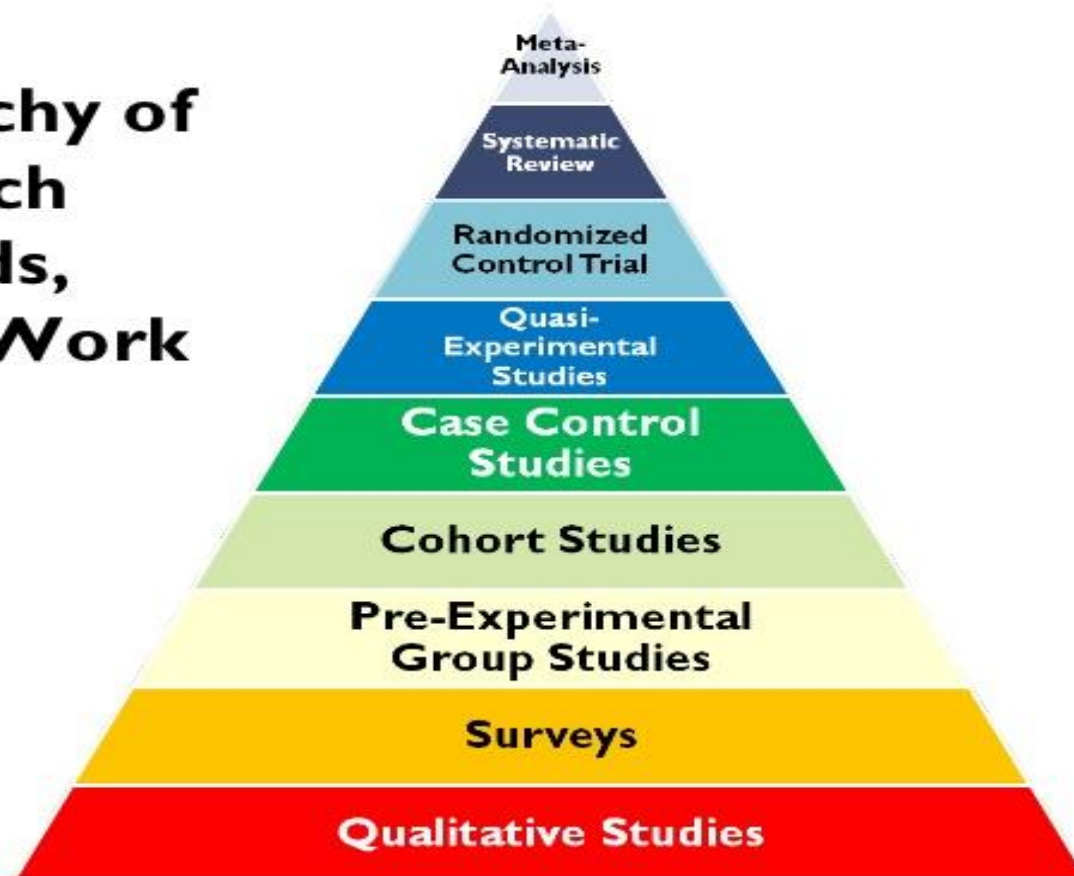 chy of
ch
ds,
Work
Meta-
Analysis
Systematic
Review
Randomized
Control Trial
Quasi-
Experimental
Studies
Case Control
Studies
Cohort Studies
Pre-Experimental
Group Studies
Surveys
Qualitative Studies